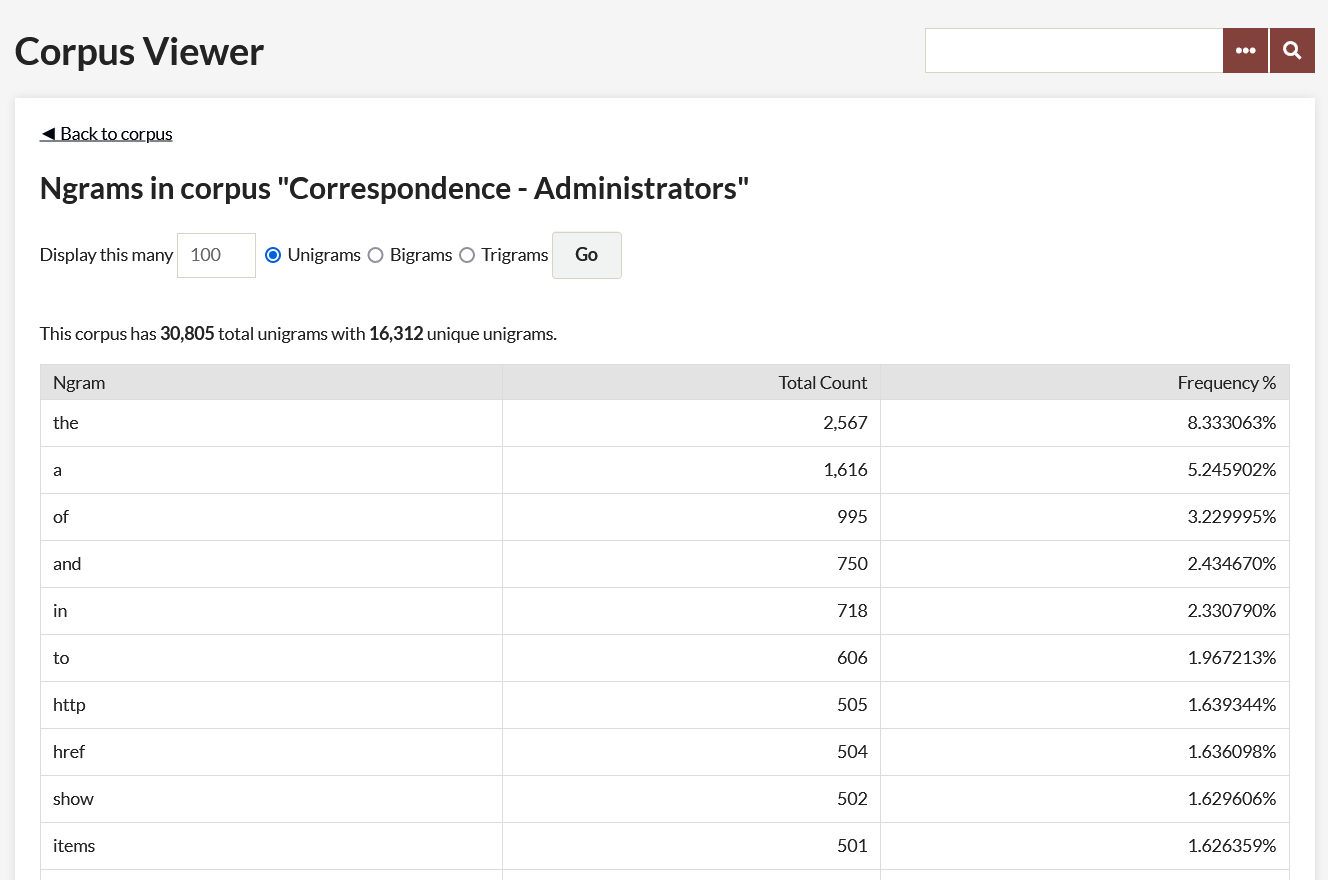 Corpus Viewer
◄ Back to corpus
Ngrams in corpus "Correspondence - Administrators"
Display this many 100 Unigrams Bigrams Trigrams Go
This corpus has 30,805 total unigrams with 16,312 unique unigrams.
Ngram Total Count Frequency %
the 2,567 8.333063%
a 1,616 5.245902%
of 995 3.229995%
and 750 2.434670%
in 718 2.330790%
to 606 1.967213%
http 505 1.639344%
href 504 1.636098%
show 502 1.629606%
items 501 1.626359%